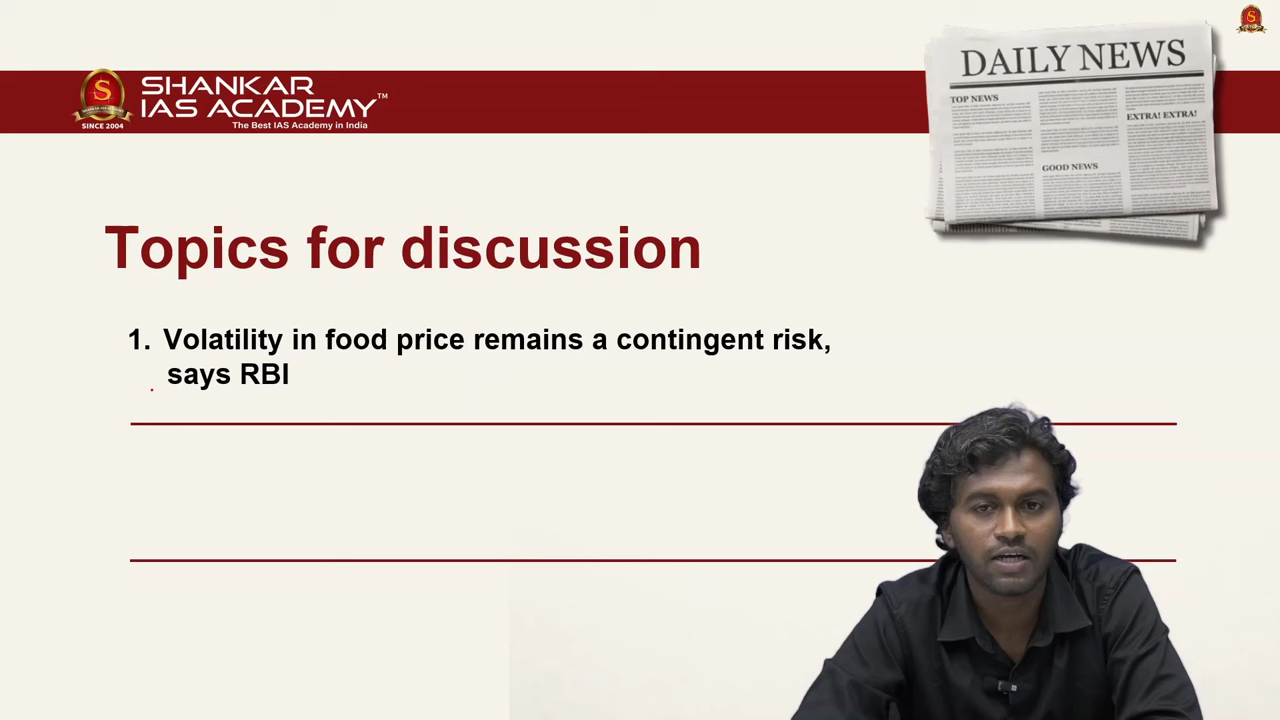 SHANKAR
IAS ACADEMY™
The Best IAS Academy in India
SINCE 2004
DAILY NEWS
TOP NEWS
EXTRA! EXTRA!
GOOD NEWS
Topics for discussion
1. Volatility in food price remains a contingent risk,
says RBI